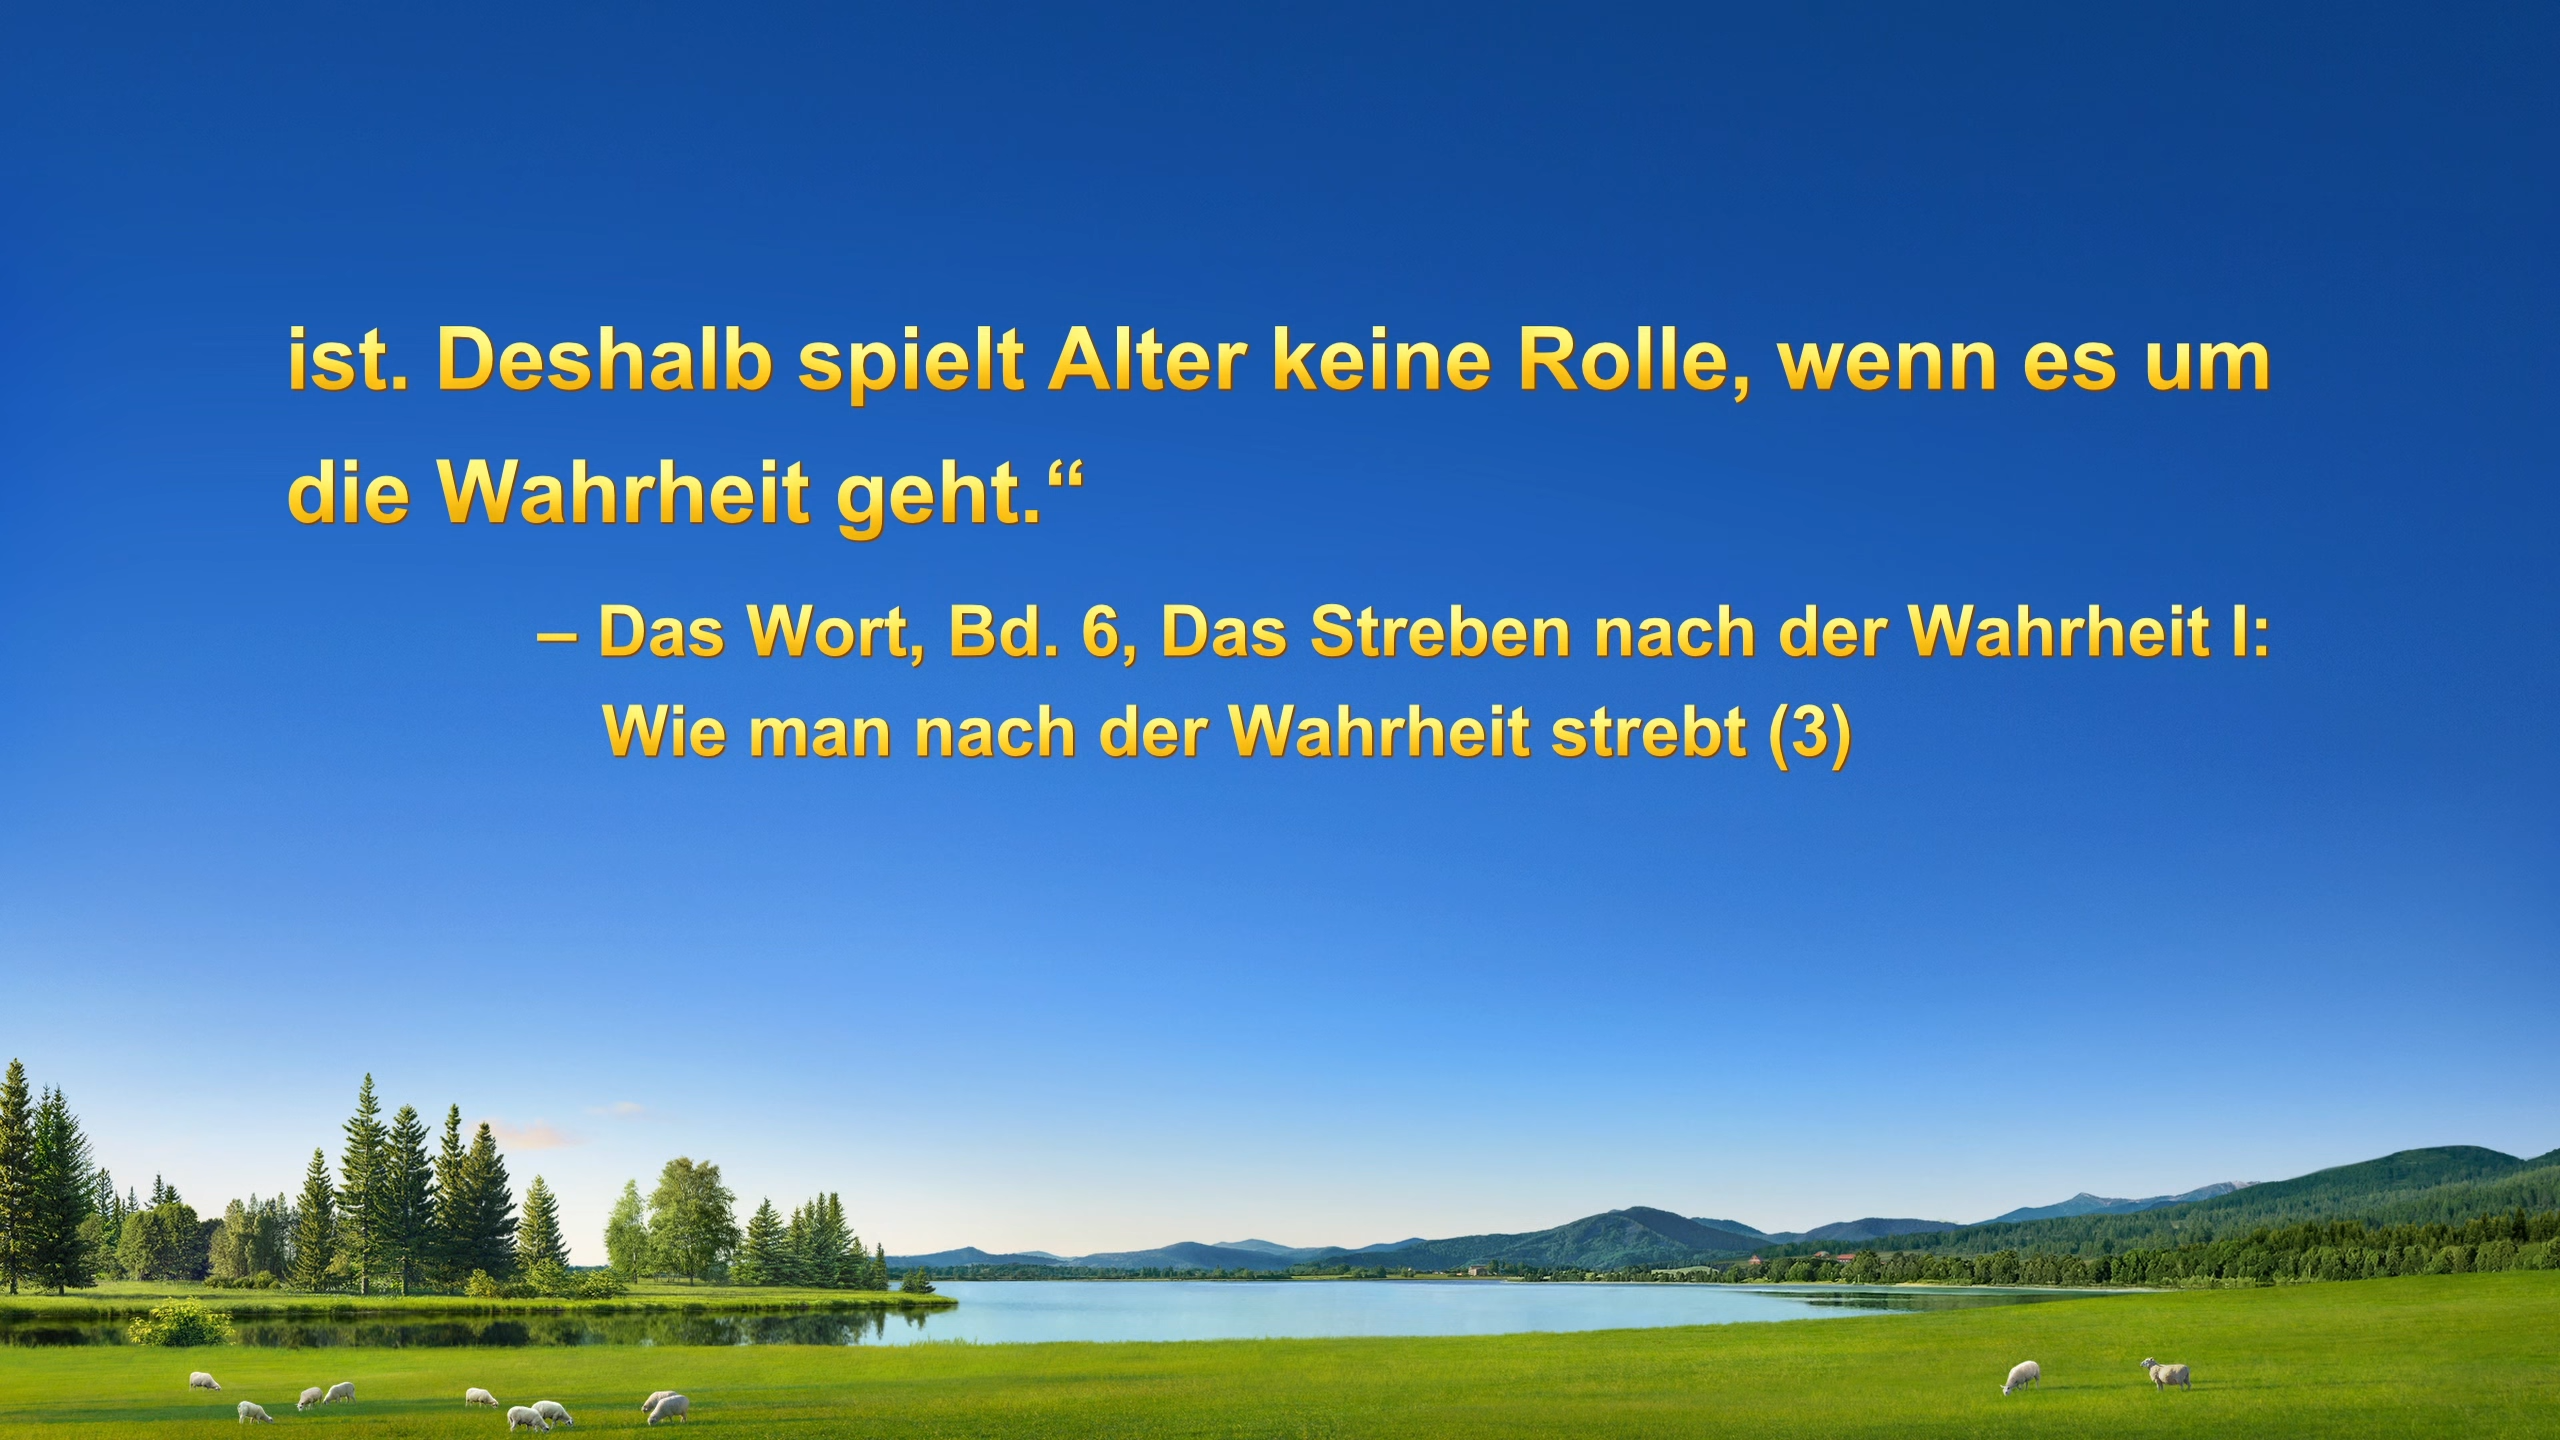 ist. Deshalb spielt Alter keine Rolle, wenn es um
die Wahrheit geht.“
– Das Wort, Bd. 6, Das Streben nach der Wahrheit I:
Wie man nach der Wahrheit strebt (3)